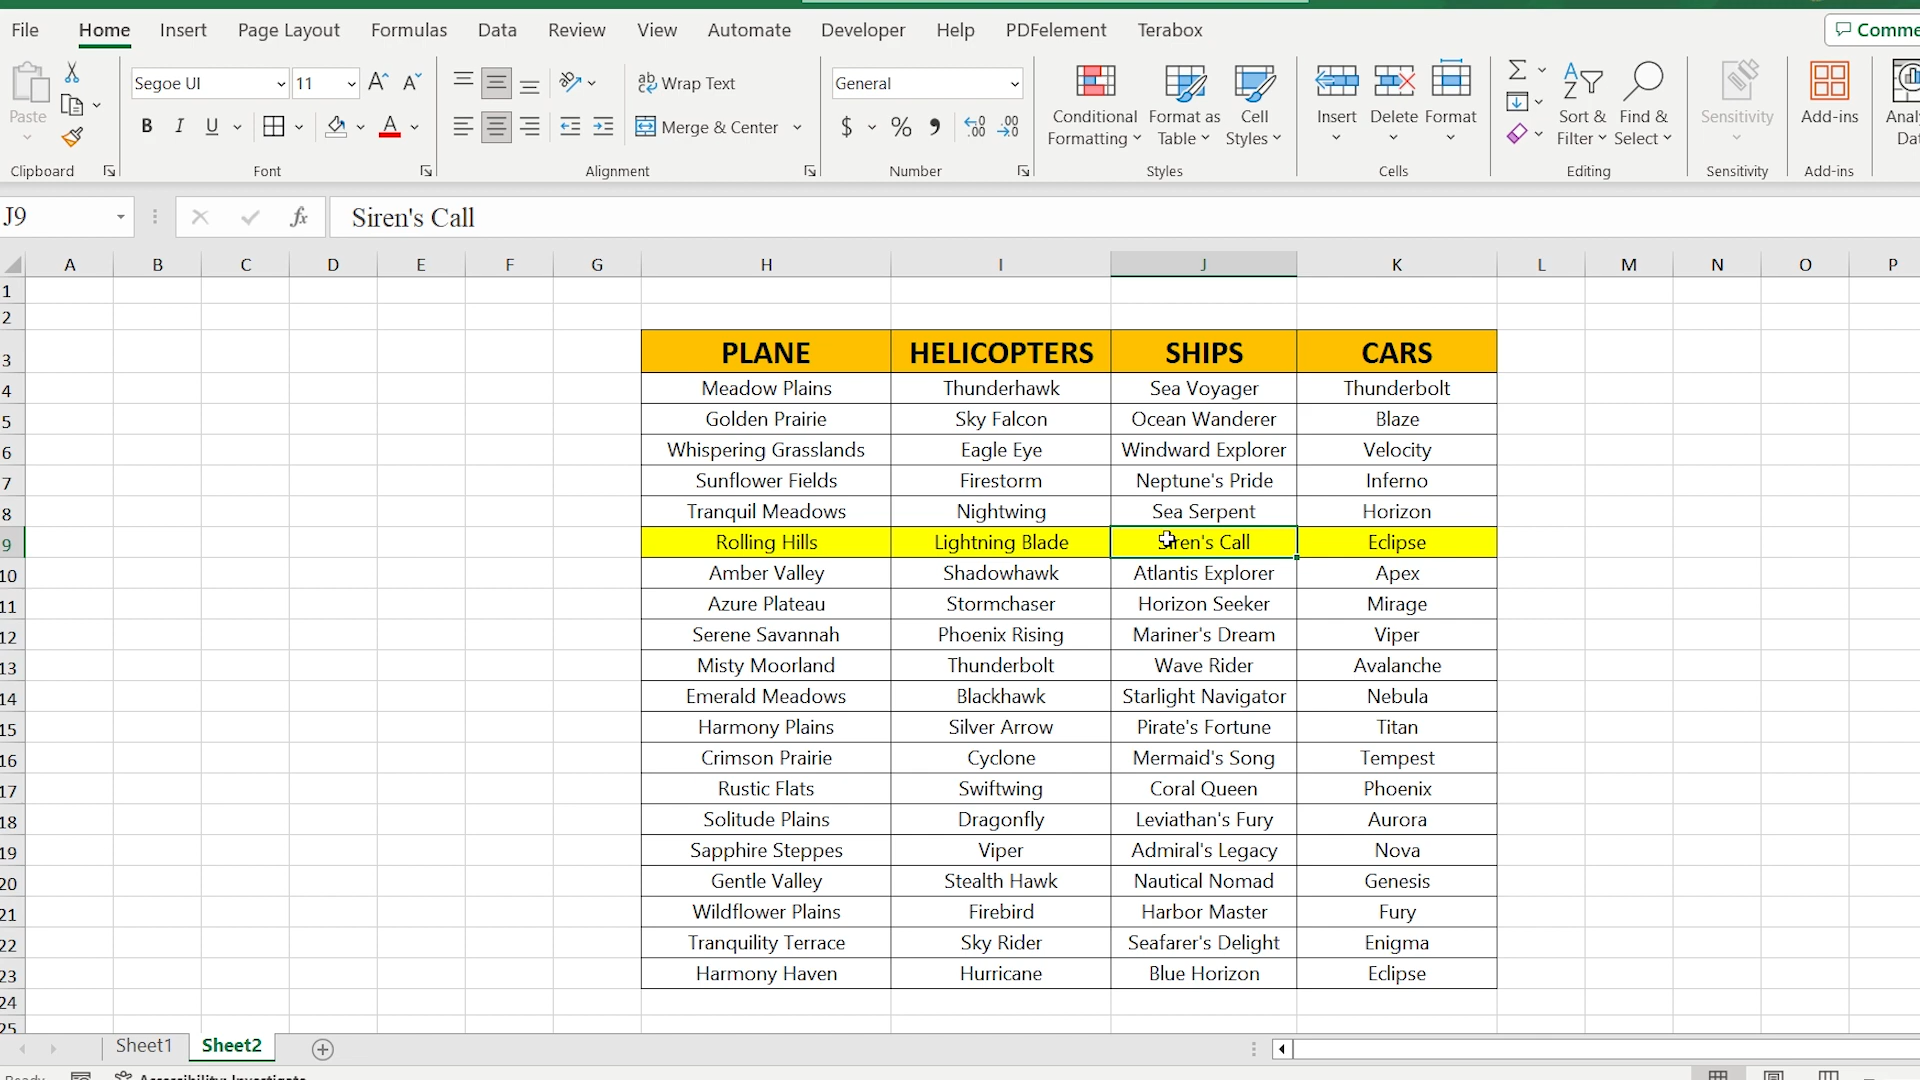 File Home Insert Page Layout Formulas Data Review View Automate Developer Help PDFelement Terabox
Segoe UI 11 Wrap Text General
Paste Merge & Center $ % Conditional Formatting Format as Table Cell Styles Insert Delete Format Sort & Filter Find & Select Sensitivity Add-ins
B I U
Clipboard Font Alignment Number Styles Cells Editing Sensitivity Add-ins
J9 fx Siren's Call
A B C D E F G H I J K L M N O P
1
2
3 PLANE HELICOPTERS SHIPS CARS
4 Meadow Plains Thunderhawk Sea Voyager Thunderbolt
5 Golden Prairie Sky Falcon Ocean Wanderer Blaze
6 Whispering Grasslands Eagle Eye Windward Explorer Velocity
7 Sunflower Fields Firestorm Neptune's Pride Inferno
8 Tranquil Meadows Nightwing Sea Serpent Horizon
9 Rolling Hills Lightning Blade Siren's Call Eclipse
10 Amber Valley Shadowhawk Atlantis Explorer Apex
11 Azure Plateau Stormchaser Horizon Seeker Mirage
12 Serene Savannah Phoenix Rising Mariner's Dream Viper
13 Misty Moorland Thunderbolt Wave Rider Avalanche
14 Emerald Meadows Blackhawk Starlight Navigator Nebula
15 Harmony Plains Silver Arrow Pirate's Fortune Titan
16 Crimson Prairie Cyclone Mermaid's Song Tempest
17 Rustic Flats Swiftwing Coral Queen Phoenix
18 Solitude Plains Dragonfly Leviathan's Fury Aurora
19 Sapphire Steppes Viper Admiral's Legacy Nova
20 Gentle Valley Stealth Hawk Nautical Nomad Genesis
21 Wildflower Plains Firebird Harbor Master Fury
22 Tranquility Terrace Sky Rider Seafarer's Delight Enigma
23 Harmony Haven Hurricane Blue Horizon Eclipse
24
25
Sheet1 Sheet2